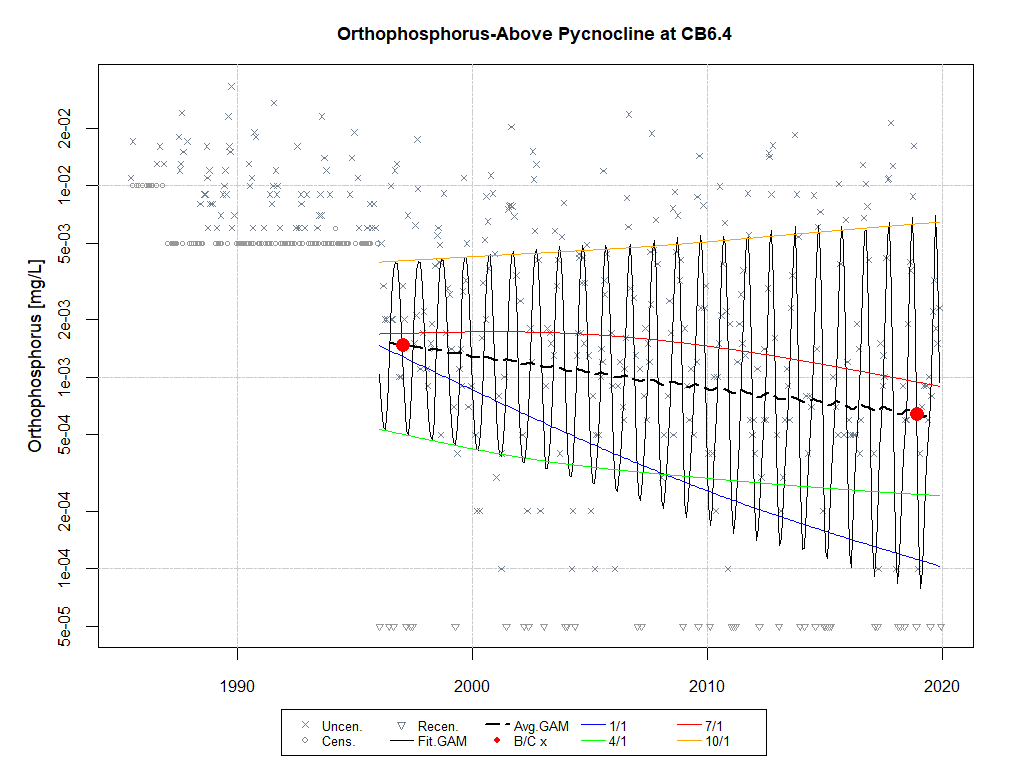 Orthophosphorus-Above Pycnocline at CB6.4
Orthophosphorus [mg/L]
2e-02
1e-02
5e-03
2e-03
1e-03
5e-04
2e-04
1e-04
5e-05
1990 2000 2010 2020
Uncen. Recen. Avg.GAM 1/1 7/1
Cens. Fit.GAM B/C x 4/1 10/1